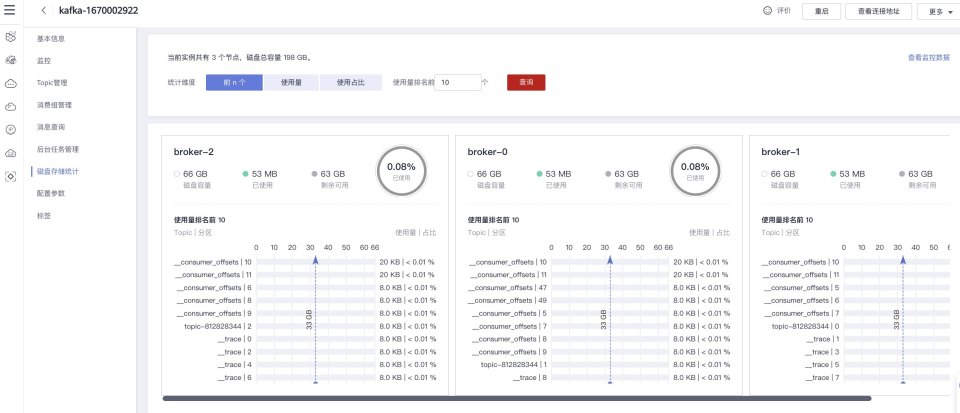 kafka-1670002922
评价
重启
查看连接地址
更多
基本信息
监控
Topic管理
消费组管理
消息查询
后台任务管理
磁盘存储统计
配置参数
标签
当前实例共有 3 个节点，磁盘总容量 198 GB。
查看监控数据
统计维度 前 n 个 使用量 使用占比 使用量排名前 10 个 查询
broker-2
66 GB 53 MB 63 GB
磁盘容量 已使用 剩余可用
0.08%
已使用
使用量排名前 10
Topic | 分区 使用量 | 占比
0 10 20 30 40 50 60 66
__consumer_offsets | 10 20 KB | < 0.01 %
__consumer_offsets | 11 20 KB | < 0.01 %
__consumer_offsets | 6 8.0 KB | < 0.01 %
__consumer_offsets | 8 8.0 KB | < 0.01 %
__consumer_offsets | 9 8.0 KB | < 0.01 %
topic-812828344 | 2 8.0 KB | < 0.01 %
__trace | 0 8.0 KB | < 0.01 %
__trace | 2 8.0 KB | < 0.01 %
__trace | 4 8.0 KB | < 0.01 %
__trace | 6 8.0 KB | < 0.01 %
33 GB
broker-0
66 GB 53 MB 63 GB
磁盘容量 已使用 剩余可用
0.08%
已使用
使用量排名前 10
Topic | 分区 使用量 | 占比
0 10 20 30 40 50 60 66
__consumer_offsets | 10 20 KB | < 0.01 %
__consumer_offsets | 11 20 KB | < 0.01 %
__consumer_offsets | 47 8.0 KB | < 0.01 %
__consumer_offsets | 49 8.0 KB | < 0.01 %
__consumer_offsets | 5 8.0 KB | < 0.01 %
__consumer_offsets | 7 8.0 KB | < 0.01 %
__consumer_offsets | 8 8.0 KB | < 0.01 %
__consumer_offsets | 9 8.0 KB | < 0.01 %
topic-812828344 | 1 8.0 KB | < 0.01 %
__trace | 8 8.0 KB | < 0.01 %
33 GB
broker-1
66 GB 53 MB 63 GB
磁盘容量 已使用 剩余可用
使用量排名前 10
Topic | 分区
0 10 20 30 40 50
__consumer_offsets | 10
__consumer_offsets | 11
__consumer_offsets | 5
__consumer_offsets | 6
__consumer_offsets | 7
topic-812828344 | 0
__trace | 1
__trace | 3
__trace | 5
__trace | 7
33 GB